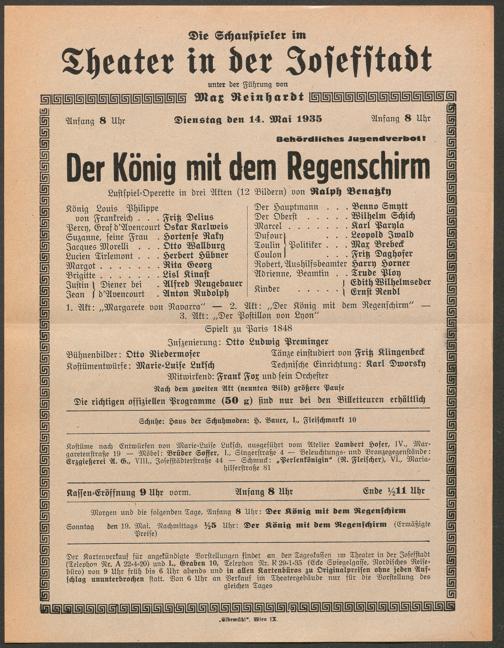 Die Schauspieler im
Theater in der Josefstadt
unter der Führung von
Max Reinhardt
Anfang 8 Uhr Dienstag den 14. Mai 1935 Anfang 8 Uhr
Behördliches Jugendverbot!
Der König mit dem Regenschirm
Lustspiel-Operette in drei Akten (12 Bildern) von Ralph Benatzky
König Louis Philippe
von Frankreich . . . . Fritz Delius
Percy, Graf d'Avencourt Oskar Karlweis
Suzanne, seine Frau . . Hortense Raky
Jacques Morelli . . . . Otto Wallburg
Lucien Tirlemont . . . Herbert Hübner
Margot . . . . . . . Rita Georg
Brigitte . . . . . . . Lisl Kinast
Justin } Diener bei . . Alfred Neugebauer
Jean } d'Avencourt . . Anton Rudolph
Der Hauptmann . . . Benno Smytt
Der Oberst . . . . . Wilhelm Schich
Marcel . . . . . . . Karl Paryla
Dufour } Leopold Jwald
Toulin } Politiker . . . Max Brebeck
Coulon } Fritz Daghofer
Robert, Aushilfsbeamter Harry Horner
Adrienne, Beamtin . . Trude Ploy
Kinder . . . . . . . { Edith Wilhelmseder
{ Ernst Rendl
1. Akt: „Margarete von Navarra“ — 2. Akt: „Der König mit dem Regenschirm“ —
3. Akt: „Der Postillon von Lyon“
Spielt zu Paris 1848
Inszenierung: Otto Ludwig Preminger
Bühnenbilder: Otto Niedermoser Tänze einstudiert von Fritz Klingenbeck
Kostümentwürfe: Marie-Luise Luksch Technische Einrichtung: Karl Dworsky
Mitwirkend: Frank Fox und sein Orchester
Nach dem zweiten Akt (neunten Bild) größere Pause
Die richtigen offiziellen Programme (50 g) sind nur bei den Billetteuren erhältlich
Schuhe: Haus der Schuhmoden: H. Bauer, I., Fleischmarkt 10
Kostüme nach Entwürfen von Marie-Luise Luksch, ausgeführt vom Atelier Lambert Hofer, IV., Mar-
garetenstraße 19 — Möbel: Brüder Soffer, I., Singerstraße 4 — Beleuchtungs- und Bronzegegenstände:
Erzgießerei A. G., VIII., Josefstädterstraße 44 — Schmuck: „Perlenkönigin“ (R. Fleischer), VI., Maria-
hilferstraße 81
Kassen-Eröffnung 9 Uhr vorm. Anfang 8 Uhr Ende ½11 Uhr
Morgen und die folgenden Tage, Anfang 8 Uhr: Der König mit dem Regenschirm
Sonntag den 19. Mai. Nachmittags ½5 Uhr: Der König mit dem Regenschirm (Ermäßigte
Preise)
Der Kartenverkauf für angekündigte Vorstellungen findet an den Tageskassen im Theater in der Josefstadt
(Telephon Nr. A 22-4-20) und I., Graben 10, Telephon Nr. R 29-1-35 (Ecke Spiegelgasse, Nordisches Reise-
büro) von 9 Uhr früh bis 6 Uhr abends und in allen Kartenbüros zu Originalpreisen ohne jeden Auf-
schlag ununterbrochen statt. Von 6 Uhr an Verkauf im Theatergebäude nur für die Vorstellung des
gleichen Tages
„Elbemühl“, Wien IX.